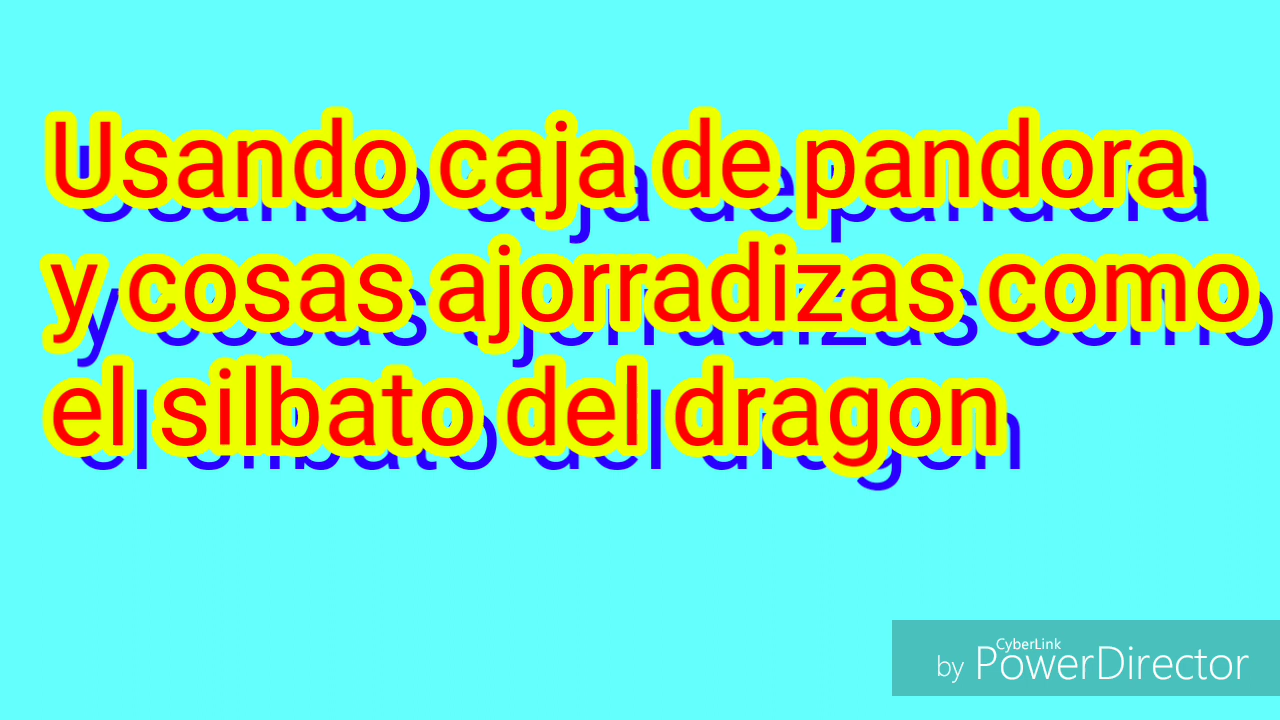 Usando caja de pandora
y cosas ajorradizas como
el silbato del dragon
CyberLink
by PowerDirector